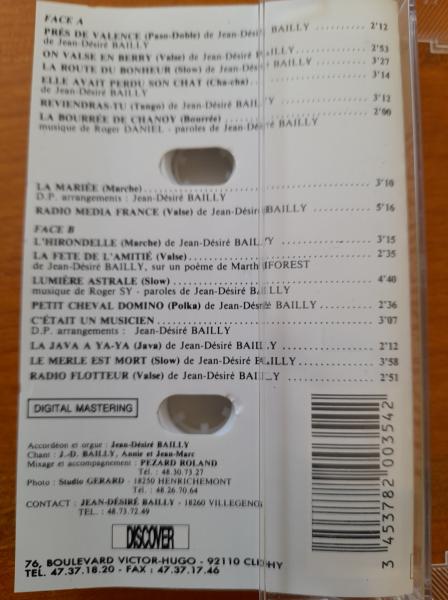 FACE A
PRÉS DE VALENCE (Paso-Doble) de Jean-Désiré BAILLY .......... 2'12
de Jean-Désiré BAILLY
ON VALSE EN BERRY (Valse) de Jean-Désiré BAILLY .......... 2'53
LA ROUTE DU BONHEUR (Slow) de Jean-Désiré BAILLY .......... 3'27
ELLE AVAIT PERDU SON CHAT (Cha-cha) .......... 3'14
de Jean-Désiré BAILLY
REVIENDRAS-TU (Tango) de Jean-Désiré BAILLY .......... 3'12
LA BOURRÉE DE CHANOY (Bourrée) .......... 2'00
musique de Roger DANIEL - paroles de Jean-Désiré BAILLY
LA MARIÉE (Marche) .......... 3'10
D.P. arrangements : Jean-Désiré BAILLY
RADIO MEDIA FRANCE (Valse) de Jean-Désiré BAILLY .......... 5'16
FACE B
L'HIRONDELLE (Marche) de Jean-Désiré BAILLY .......... 3'15
LA FETE DE L'AMITIÉ (Valse) .......... 2'35
de Jean-Désiré BAILLY, sur un poème de Marth FOREST
LUMIÈRE ASTRALE (Slow) .......... 4'40
musique de Roger SY - paroles de Jean-Désiré BAILLY
PETIT CHEVAL DOMINO (Polka) de Jean-Désiré BAILLY .......... 2'36
C'ÉTAIT UN MUSICIEN .......... 3'07
D.P. arrangements : Jean-Désiré BAILLY
LA JAVA A YA-YA (Java) de Jean-Désiré BAILLY .......... 2'12
LE MERLE EST MORT (Slow) de Jean-Désiré BAILLY .......... 3'58
RADIO FLOTTEUR (Valse) de Jean-Désiré BAILLY .......... 2'51
DIGITAL MASTERING
Accordéon et orgue : Jean-Désiré BAILLY
Chant : J.-D. BAILLY, Annie et Jean-Marc
Mixage et accompagnement : PEZARD ROLAND
Tél. : 48.30.73.27
Photo : Studio GERARD - 18250 HENRICHEMONT
Tél. : 48.26.70.64
CONTACT : JEAN-DÉSIRÉ BAILLY - 18260 VILLEGENON
TEL. : 48.73.72.49
DISCOVER
76, BOULEVARD VICTOR-HUGO - 92110 CLICHY
TEL. 47.37.18.20 - FAX : 47.37.17.46
3 453782 003542